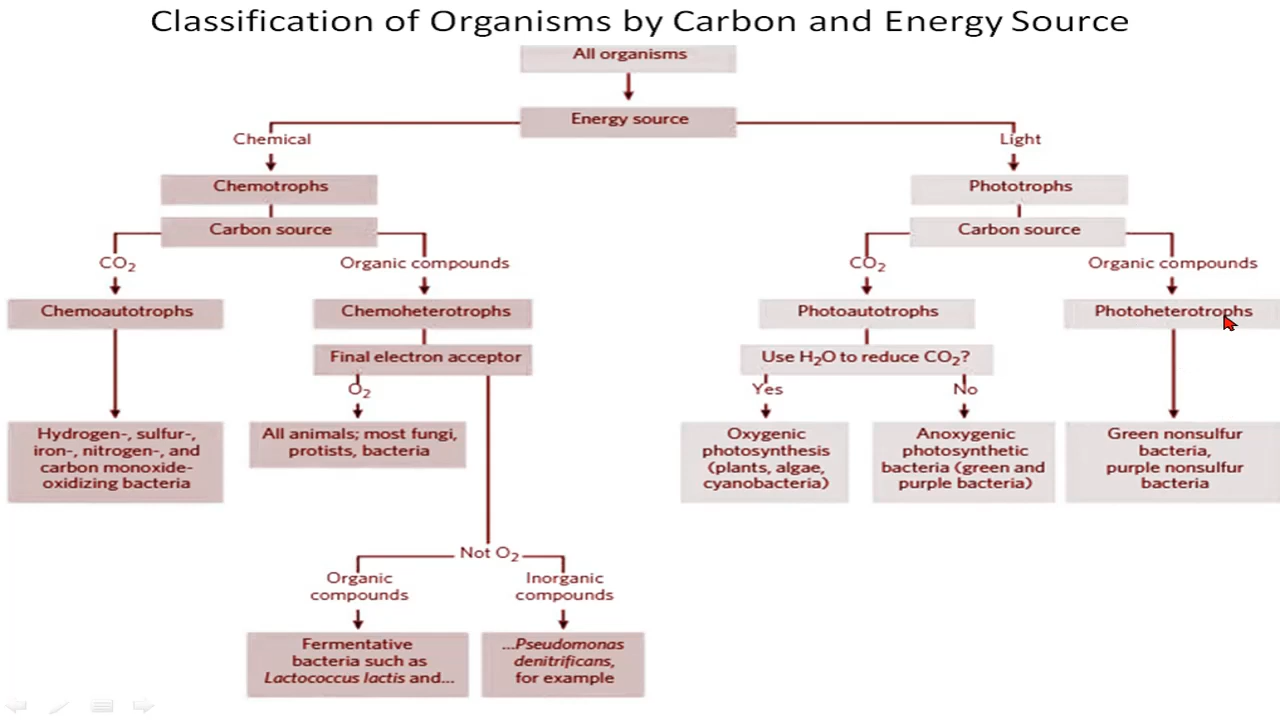 Classification of Organisms by Carbon and Energy Source
All organisms
Energy source
Chemical
Light
Chemotrophs
Phototrophs
Carbon source
Carbon source
CO₂
Organic compounds
CO₂
Organic compounds
Chemoautotrophs
Chemoheterotrophs
Photoautotrophs
Photoheterotrophs
Final electron acceptor
Use H₂O to reduce CO₂?
O₂
Yes
No
Hydrogen-, sulfur-,
iron-, nitrogen-, and
carbon monoxide-
oxidizing bacteria
All animals; most fungi,
protists, bacteria
Oxygenic
photosynthesis
(plants, algae,
cyanobacteria)
Anoxygenic
photosynthetic
bacteria (green and
purple bacteria)
Green nonsulfur
bacteria,
purple nonsulfur
bacteria
Not O₂
Organic
compounds
Inorganic
compounds
Fermentative
bacteria such as
Lactococcus lactis and...
...Pseudomonas
denitrificans,
for example